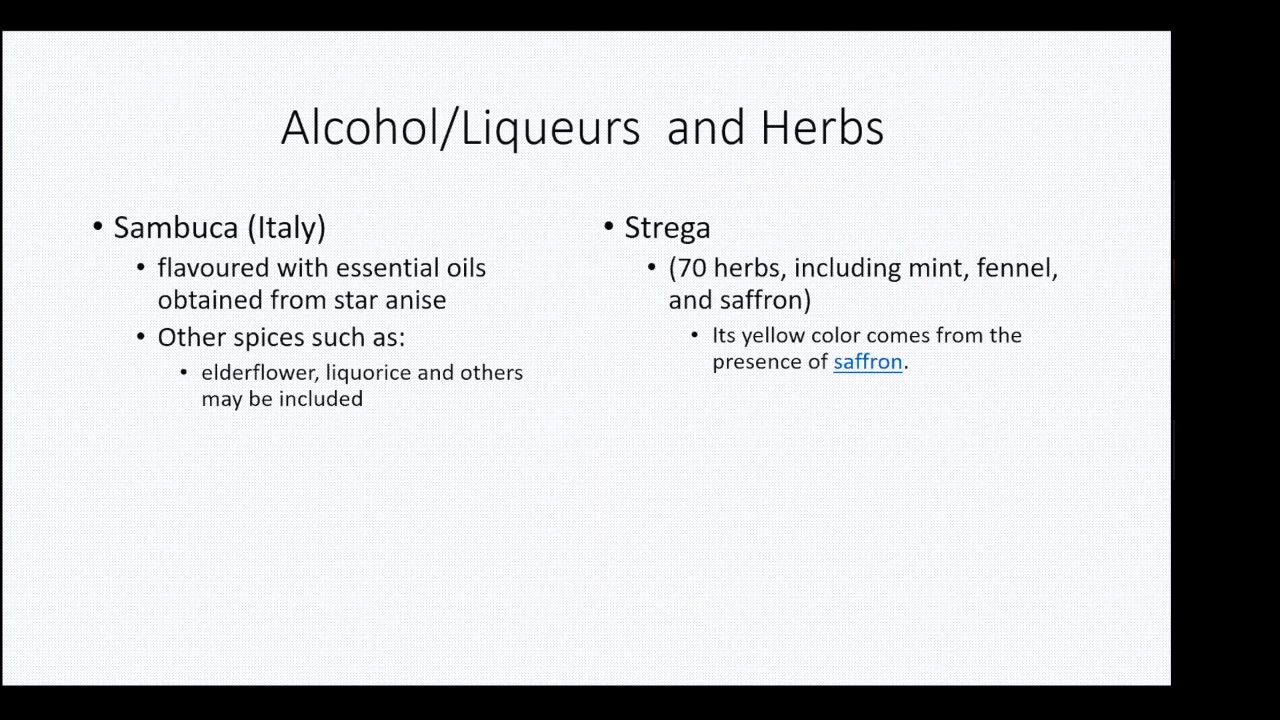 Alcohol/Liqueurs  and Herbs
• Sambuca (Italy)
• flavoured with essential oils
obtained from star anise
• Other spices such as:
• elderflower, liquorice and others
may be included
• Strega
• (70 herbs, including mint, fennel,
and saffron)
• Its yellow color comes from the
presence of saffron.